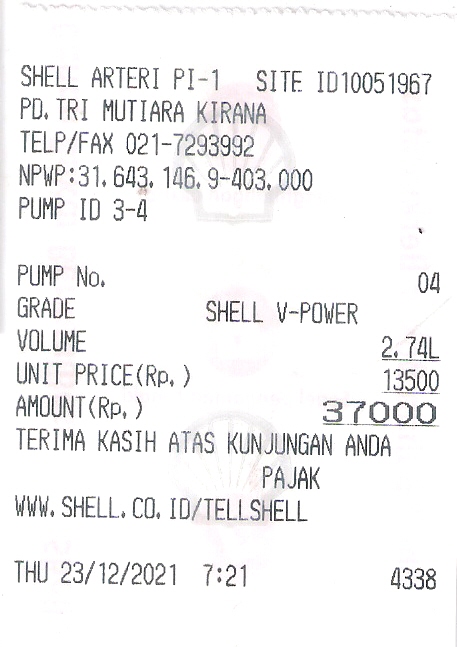 SHELL ARTERI PI-1 SITE ID10051967
PD.TRI MUTIARA KIRANA
TELP/FAX 021-7293992
NPWP:31.643.146.9-403.000
PUMP ID 3-4
PUMP No. 04
GRADE SHELL V-POWER
VOLUME 2.74L
UNIT PRICE(Rp.) 13500
AMOUNT(Rp.) 37000
TERIMA KASIH ATAS KUNJUNGAN ANDA
PAJAK
WWW.SHELL.CO.ID/TELLSHELL
THU 23/12/2021 7:21 4338